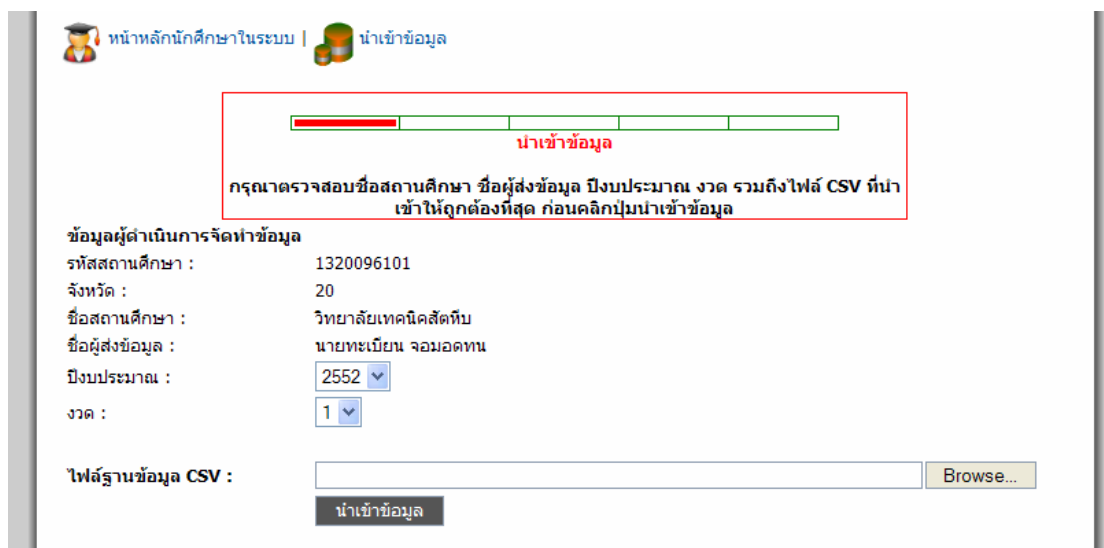 หน้าหลักนักศึกษาในระบบ | นำเข้าข้อมูล
นำเข้าข้อมูล
กรุณาตรวจสอบชื่อสถานศึกษา ชื่อผู้ส่งข้อมูล ปีงบประมาณ งวด รวมถึงไฟล์ CSV ที่นำ
เข้าให้ถูกต้องที่สุด ก่อนคลิกปุ่มนำเข้าข้อมูล
ข้อมูลผู้ดำเนินการจัดทำข้อมูล
รหัสสถานศึกษา : 1320096101
จังหวัด : 20
ชื่อสถานศึกษา : วิทยาลัยเทคนิคสัตหีบ
ชื่อผู้ส่งข้อมูล : นายทะเบียน จอมอดทน
ปีงบประมาณ : 2552
งวด : 1
ไฟล์ฐานข้อมูล CSV : Browse...
นำเข้าข้อมูล